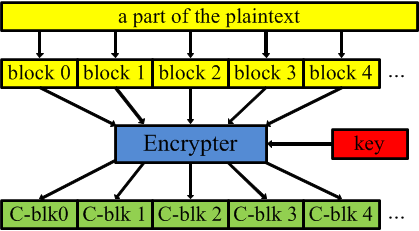 a part of the plaintext
block 0 block 1 block 2 block 3 block 4 ...
Encrypter
key
C-blk0 C-blk 1 C-blk 2 C-blk 3 C-blk 4 ...